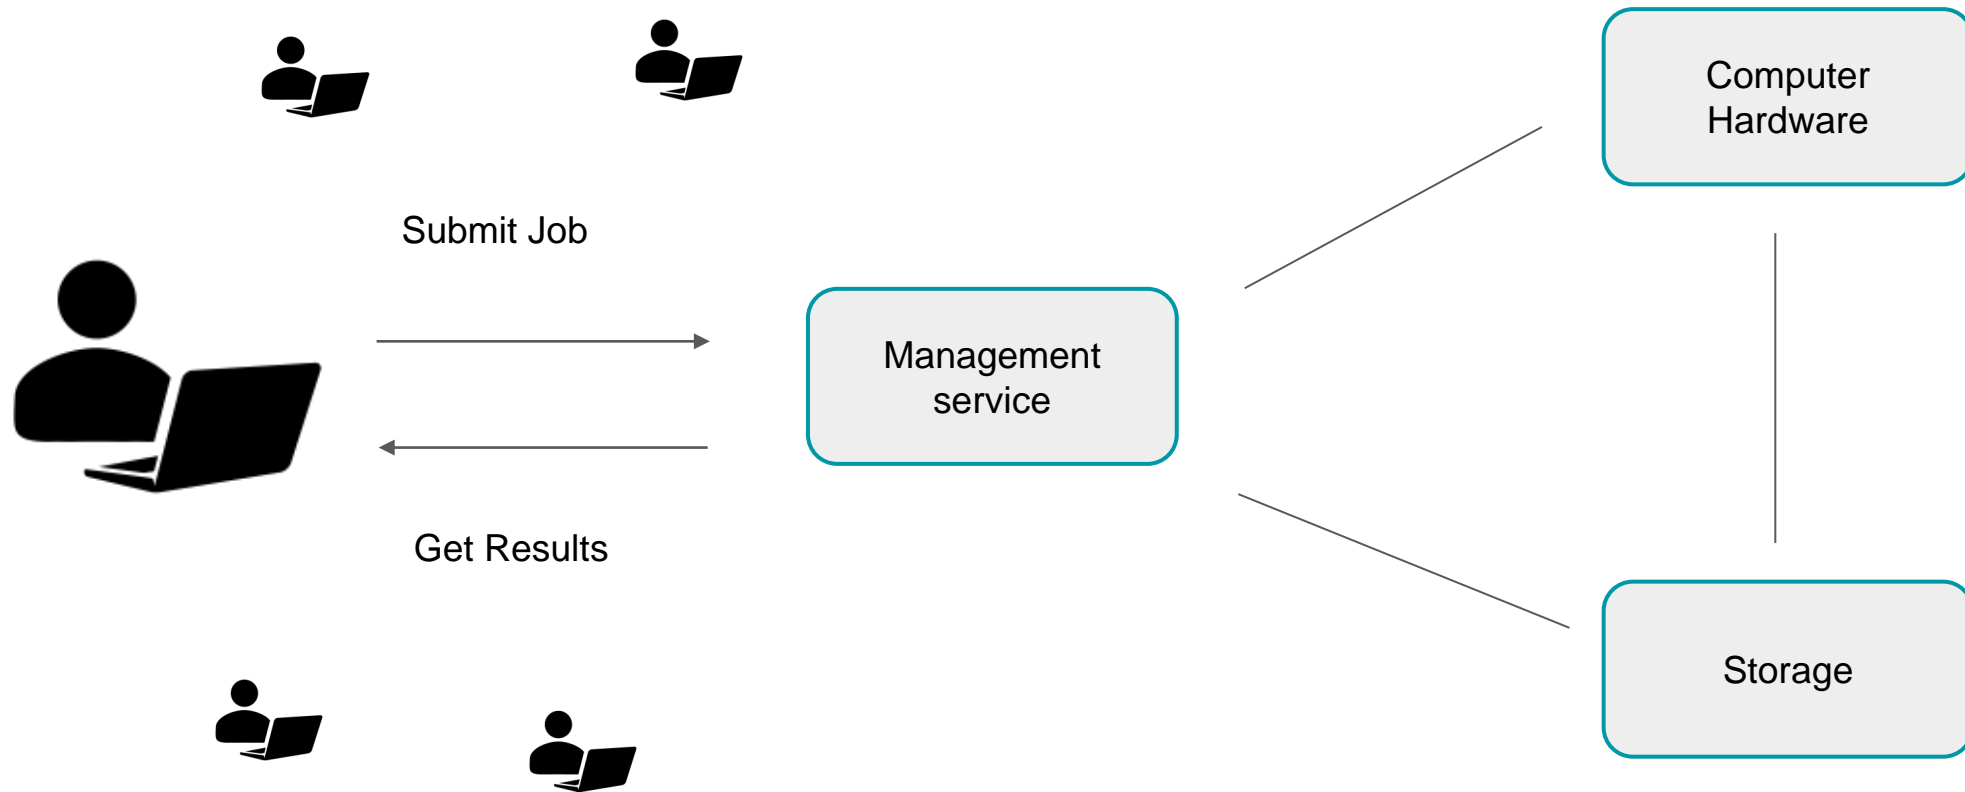 Computer
Hardware
Submit Job
Management
service
Get Results
Storage